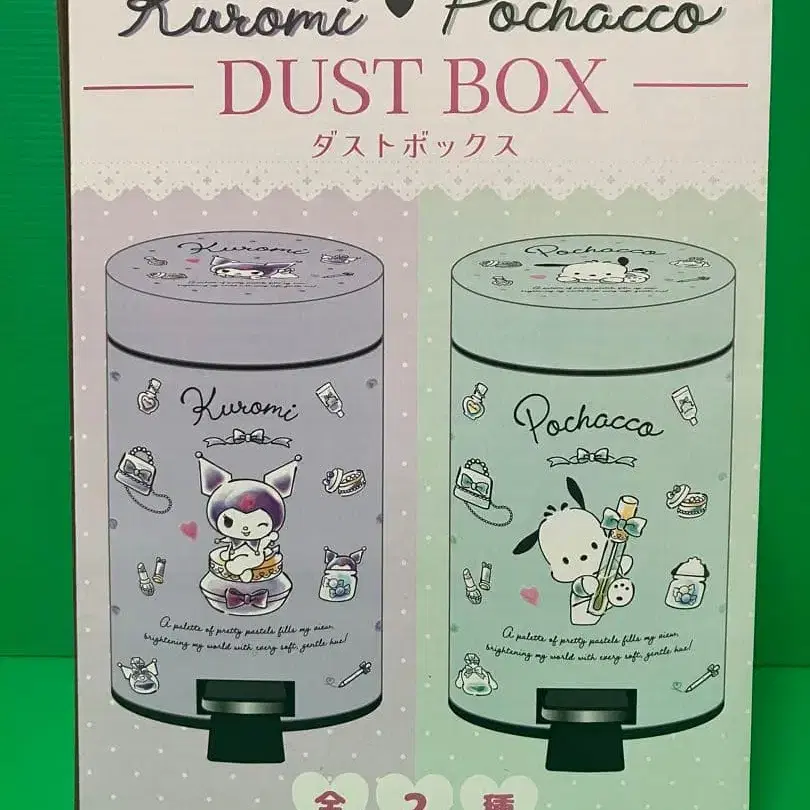 Kuromi ♥ Pochacco
DUST BOX
ダストボックス
Kuromi
Pochacco
Kuromi
Pochacco
A palette of pretty pastels fills my view,
brightening my world with every soft, gentle hue!
A palette of pretty pastels fills my view,
brightening my world with every soft, gentle hue!
全2種